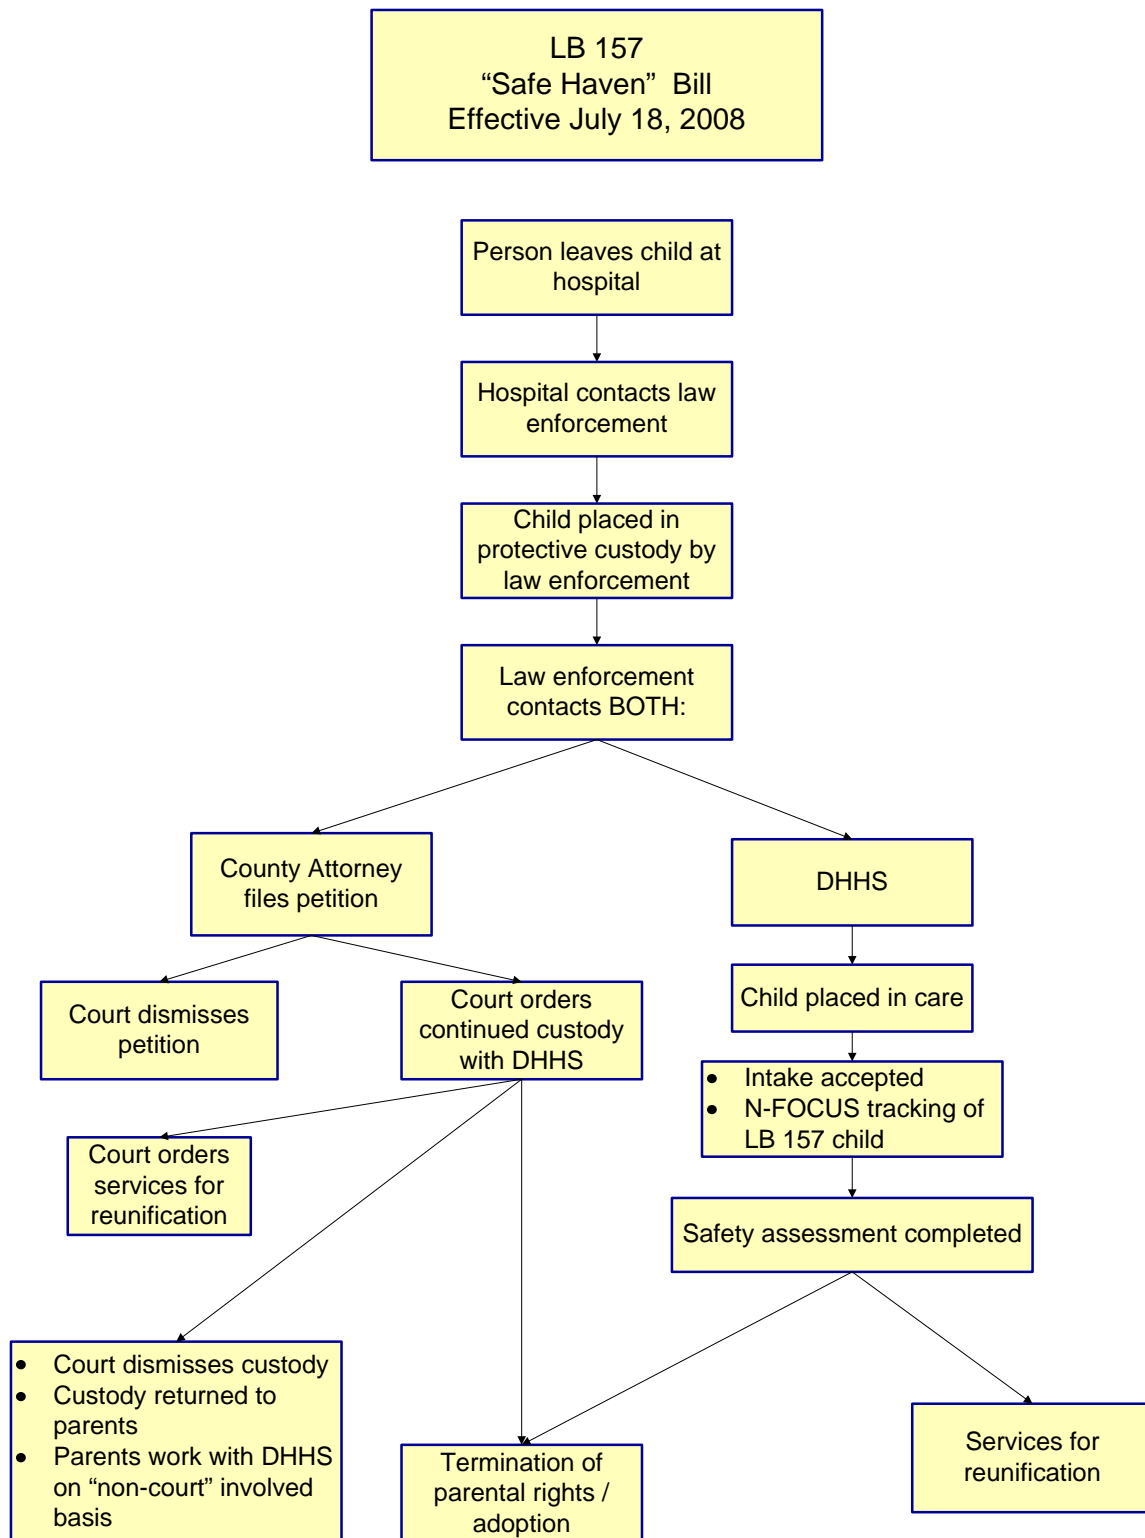 LB 157
“Safe Haven”  Bill
Effective July 18, 2008
Person leaves child at
hospital
Hospital contacts law
enforcement
Child placed in
protective custody by
law enforcement
Law enforcement
contacts BOTH:
County Attorney
files petition
DHHS
Court dismisses
petition
Court orders
continued custody
with DHHS
Child placed in care
• Intake accepted
• N-FOCUS tracking of
LB 157 child
Court orders
services for
reunification
Safety assessment completed
• Court dismisses custody
• Custody returned to
parents
• Parents work with DHHS
on “non-court” involved
basis
Termination of
parental rights /
adoption
Services for
reunification